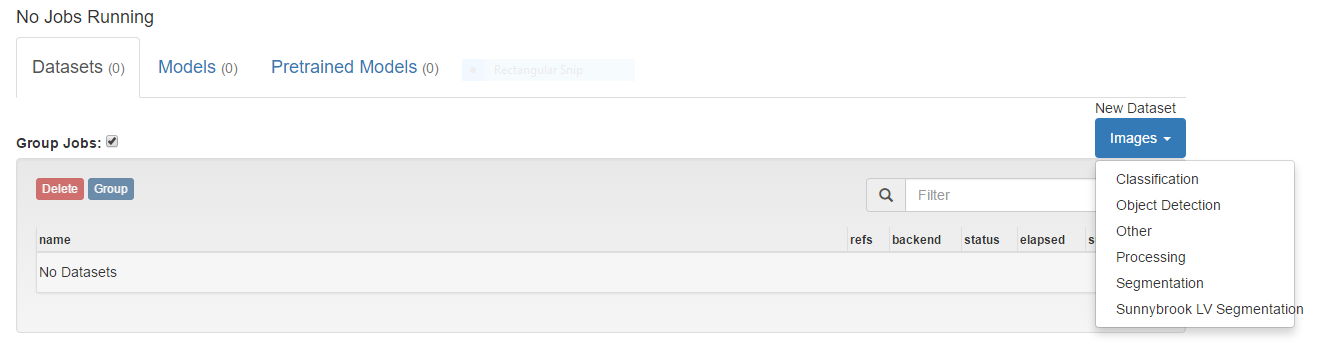 No Jobs Running
Datasets (0) Models (0) Pretrained Models (0) Rectangular Snip
New Dataset
Group Jobs:
Images
Delete Group
Filter
Classification
Object Detection
Other
Processing
Segmentation
Sunnybrook LV Segmentation
name refs backend status elapsed s
No Datasets